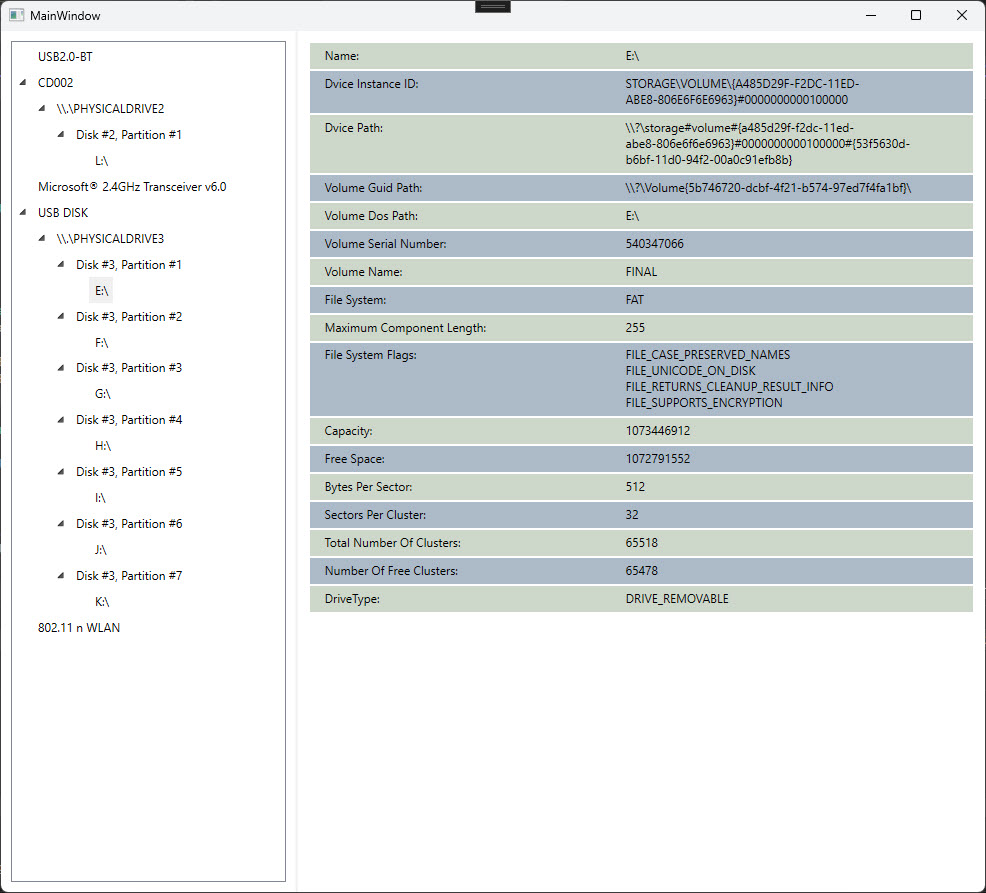 MainWindow
USB2.0-BT
CD002
\\.\PHYSICALDRIVE2
Disk #2, Partition #1
L:\
Microsoft® 2.4GHz Transceiver v6.0
USB DISK
\\.\PHYSICALDRIVE3
Disk #3, Partition #1
E:\
Disk #3, Partition #2
F:\
Disk #3, Partition #3
G:\
Disk #3, Partition #4
H:\
Disk #3, Partition #5
I:\
Disk #3, Partition #6
J:\
Disk #3, Partition #7
K:\
802.11 n WLAN
Name: E:\
Dvice Instance ID: STORAGE\VOLUME\{A485D29F-F2DC-11ED-
ABE8-806E6F6E6963}#0000000000100000
Dvice Path: \\?\storage#volume#{a485d29f-f2dc-11ed-
abe8-806e6f6e6963}#0000000000100000#{53f5630d-
b6bf-11d0-94f2-00a0c91efb8b}
Volume Guid Path: \\?\Volume{5b746720-dcbf-4f21-b574-97ed7f4fa1bf}\
Volume Dos Path: E:\
Volume Serial Number: 540347066
Volume Name: FINAL
File System: FAT
Maximum Component Length: 255
File System Flags: FILE_CASE_PRESERVED_NAMES
FILE_UNICODE_ON_DISK
FILE_RETURNS_CLEANUP_RESULT_INFO
FILE_SUPPORTS_ENCRYPTION
Capacity: 1073446912
Free Space: 1072791552
Bytes Per Sector: 512
Sectors Per Cluster: 32
Total Number Of Clusters: 65518
Number Of Free Clusters: 65478
DriveType: DRIVE_REMOVABLE